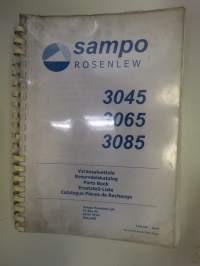 sampo
ROSENLEW
3045
3065
3085
Varaosaluettelo
Reservdelskatalog
Parts Book
Ersatzteil-Liste
Catalogue Pièces de Rechange